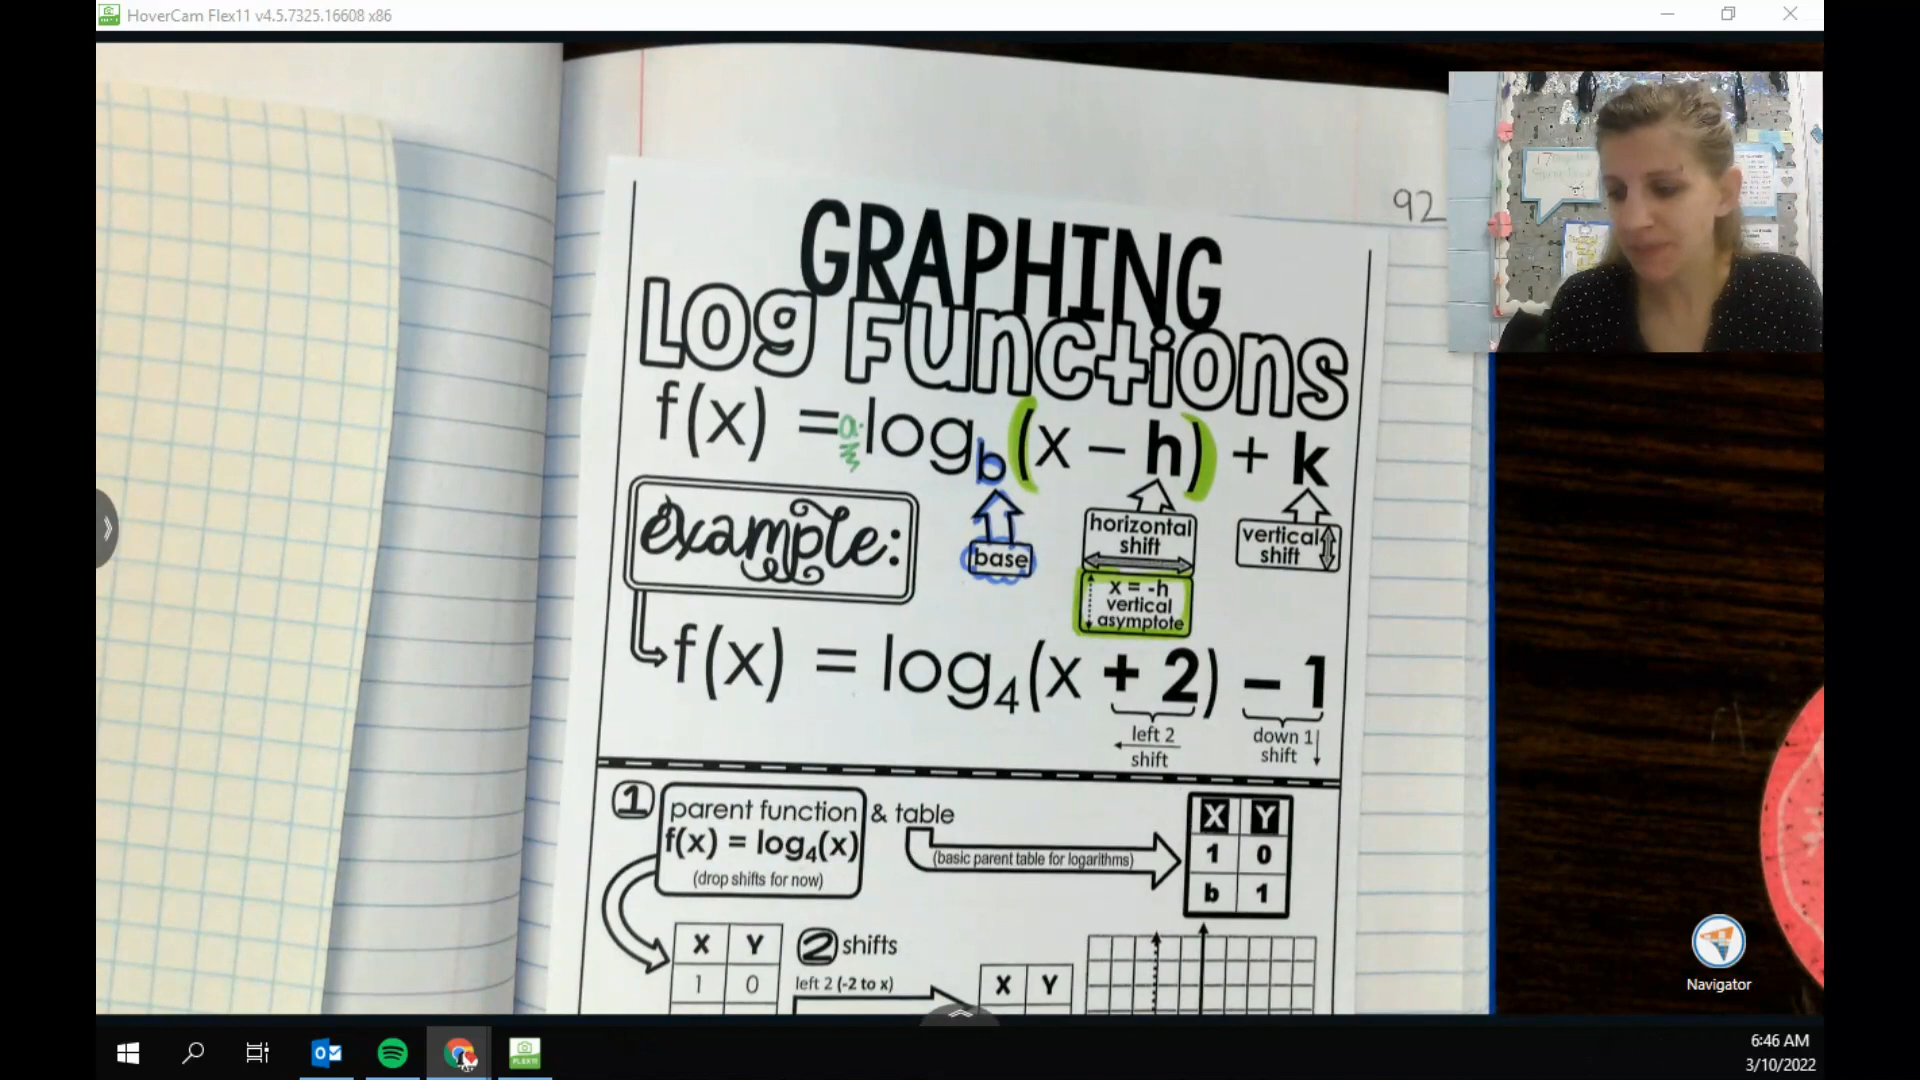 HoverCam Flex11 v4.5.7325.16608 x86
92
GRAPHING
Log Functions
f(x) = a·log_b(x − h) + k
example:
base
horizontal
shift
vertical
shift
x = -h
vertical
asymptote
f(x) = log₄(x + 2) − 1
left 2
shift
down 1
shift
1 parent function & table
f(x) = log₄(x)
(drop shifts for now)
(basic parent table for logarithms)
X Y
1 0
b 1
X Y
1 0
2 shifts
left 2 (-2 to x)
X Y
Navigator
FLEX11
6:46 AM
3/10/2022